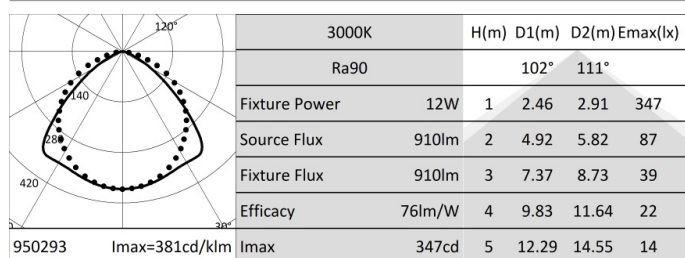 120°
140
280
420
30°
950293 Imax=381cd/klm
3000K
Ra90
Fixture Power 12W
Source Flux 910lm
Fixture Flux 910lm
Efficacy 76lm/W
Imax 347cd
H(m) D1(m) D2(m) Emax(lx)
102° 111°
1 2.46 2.91 347
2 4.92 5.82 87
3 7.37 8.73 39
4 9.83 11.64 22
5 12.29 14.55 14